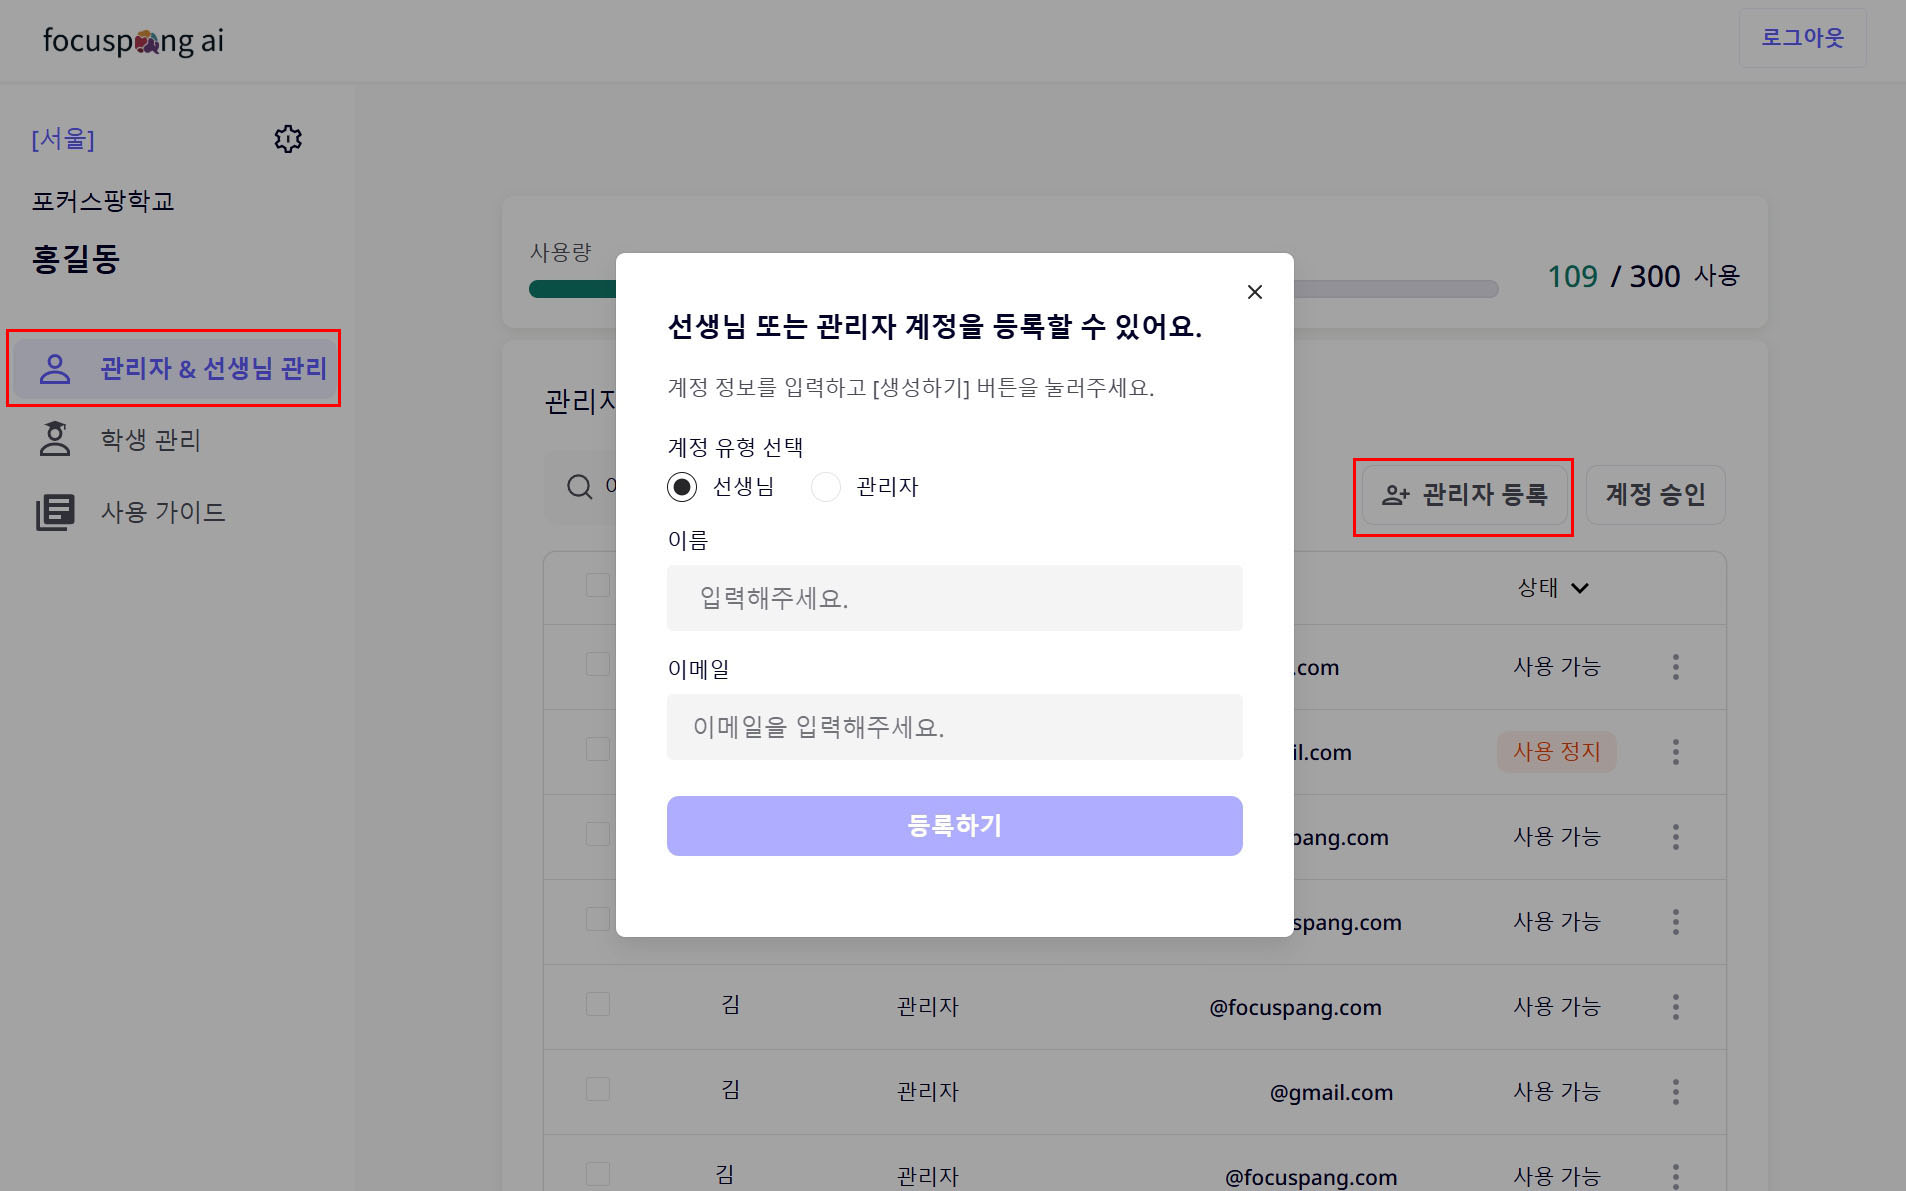 focuspang ai
로그아웃
[서울]
포커스팡학교
홍길동
관리자 & 선생님 관리
학생 관리
사용 가이드
사용량
109 / 300 사용
선생님 또는 관리자 계정을 등록할 수 있어요.
계정 정보를 입력하고 [생성하기] 버튼을 눌러주세요.
계정 유형 선택
선생님 관리자
이름
입력해주세요.
이메일
이메일을 입력해주세요.
등록하기
관리자
관리자 등록
계정 승인
상태
.com 사용 가능
il.com 사용 정지
pang.com 사용 가능
spang.com 사용 가능
김 관리자 @focuspang.com 사용 가능
김 관리자 @gmail.com 사용 가능
김 관리자 @focuspang.com 사용 가능